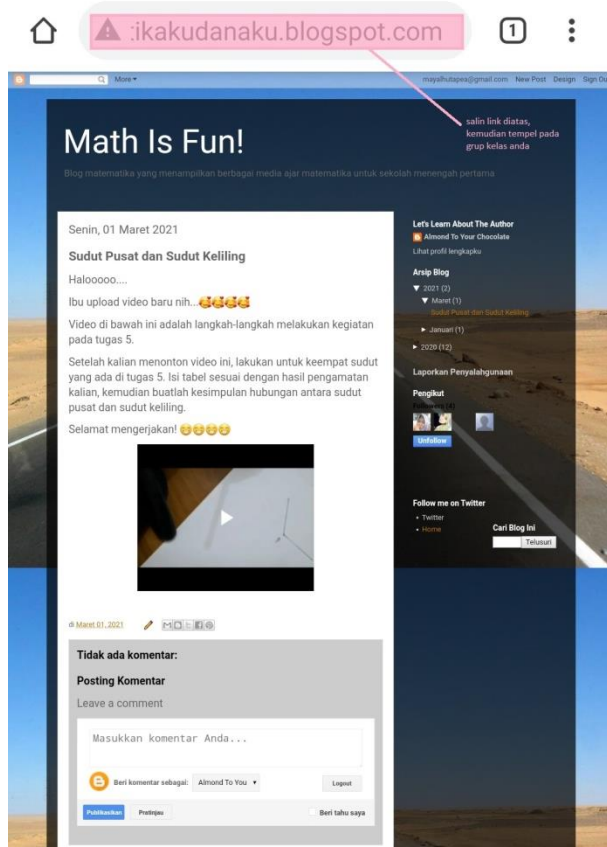 :ikakudanaku.blogspot.com
1
More
mayalhutapea@gmail.com New Post Design Sign Ou
salin link diatas,
kemudian tempel pada
grup kelas anda
Math Is Fun!
Blog matematika yang menampilkan berbagai media ajar matematika untuk sekolah menengah pertama
Senin, 01 Maret 2021
Sudut Pusat dan Sudut Keliling
Halooooo....
Ibu upload video baru nih...🥰🥰🥰🥰
Video di bawah ini adalah langkah-langkah melakukan kegiatan
pada tugas 5.
Setelah kalian menonton video ini, lakukan untuk keempat sudut
yang ada di tugas 5. Isi tabel sesuai dengan hasil pengamatan
kalian, kemudian buatlah kesimpulan hubungan antara sudut
pusat dan sudut keliling.
Selamat mengerjakan! 😁😁😁😁
di Maret 01, 2021
Tidak ada komentar:
Posting Komentar
Leave a comment
Masukkan komentar Anda...
Beri komentar sebagai: Almond To You
Logout
Publikasikan Pratinjau
Beri tahu saya
Let's Learn About The Author
Almond To Your Chocolate
Lihat profil lengkapku
Arsip Blog
▼ 2021 (2)
▼ Maret (1)
Sudut Pusat dan Sudut Keliling
► Januari (1)
► 2020 (12)
Laporkan Penyalahgunaan
Pengikut
Followers (4)
Unfollow
Follow me on Twitter
Twitter
Home
Cari Blog Ini
Telusuri